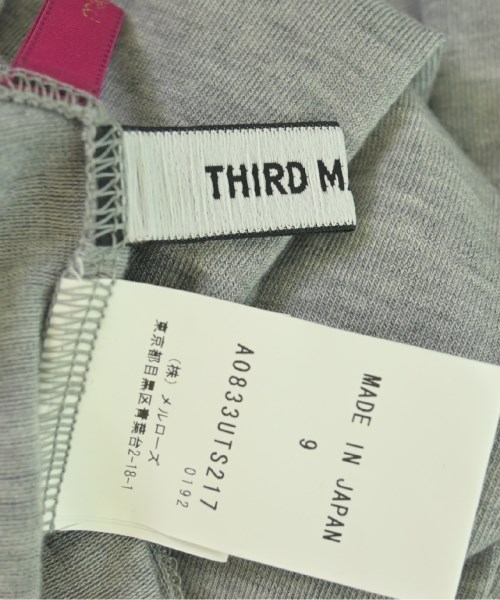 THIRD M
MADE IN JAPAN
9
A0833UTS217
0192
(株) メルローズ
東京都目黒区青葉台2-18-1